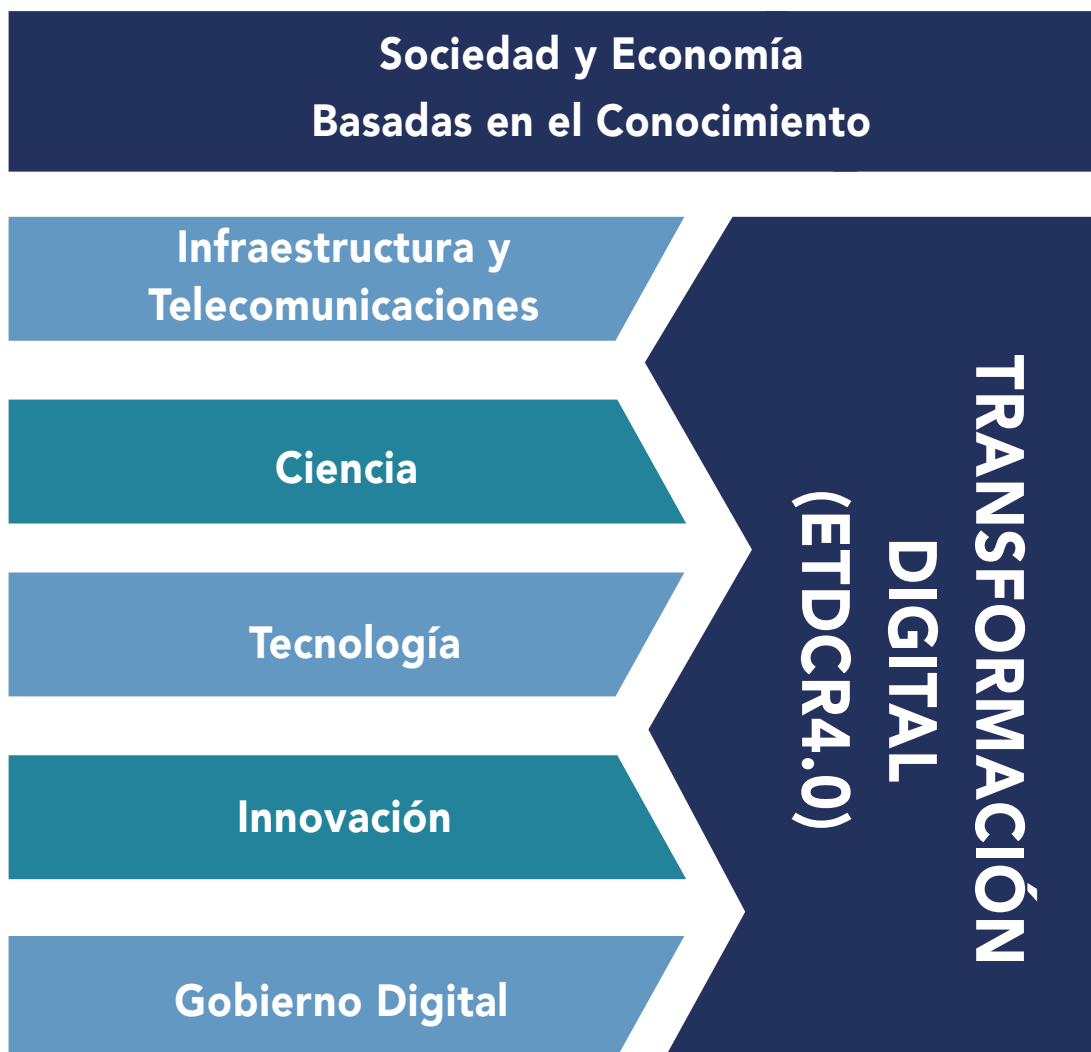 Sociedad y Economía
Basadas en el Conocimiento
Infraestructura y
Telecomunicaciones
Ciencia
Tecnología
Innovación
Gobierno Digital
TRANSFORMACIÓN
DIGITAL
(ETDCR4.0)